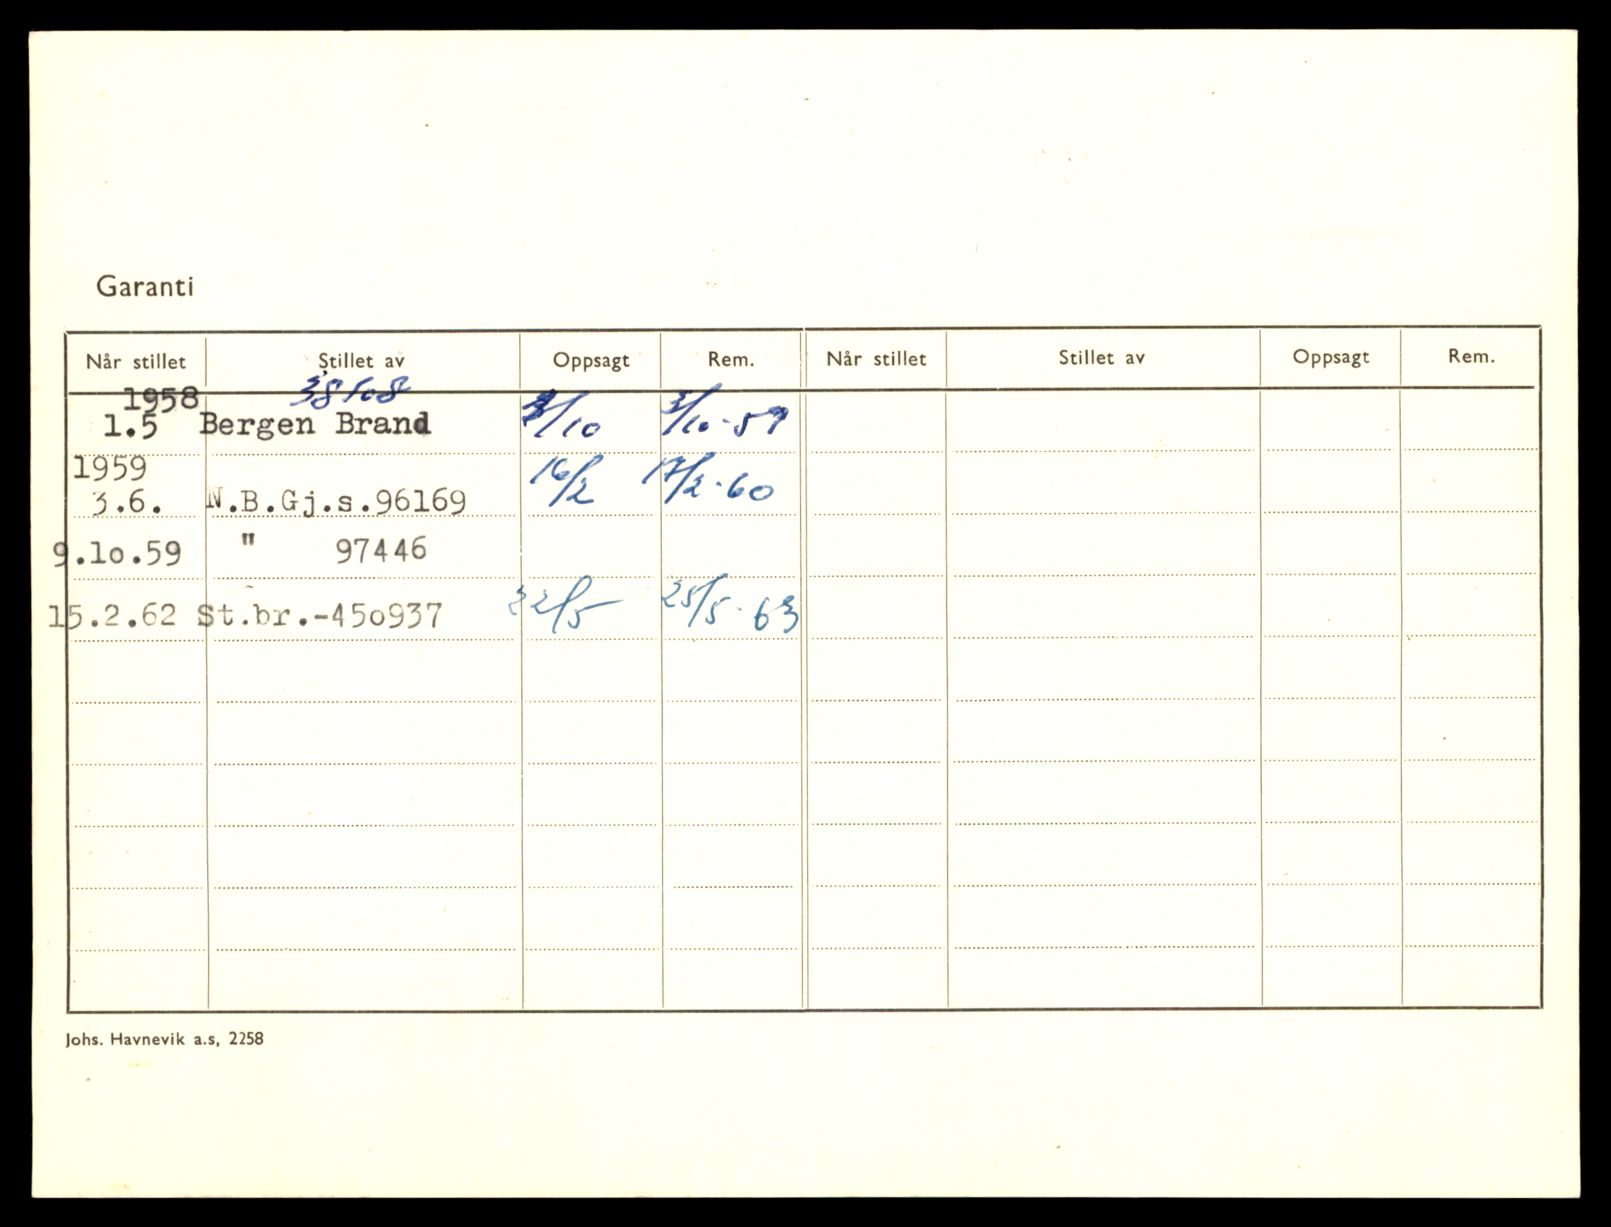 Garanti
Når stillet Stillet av Oppsagt Rem. Når stillet Stillet av Oppsagt Rem.
1958
1.5 Bergen Brand /10 3/10-59
1959 16/2 17/2-60
3.6. N.B.Gj.s.96169
9.1o.59 " 97446
15.2.62 St.br.-45o937 22/5 25/5-63
Johs. Havnevik a.s, 2258